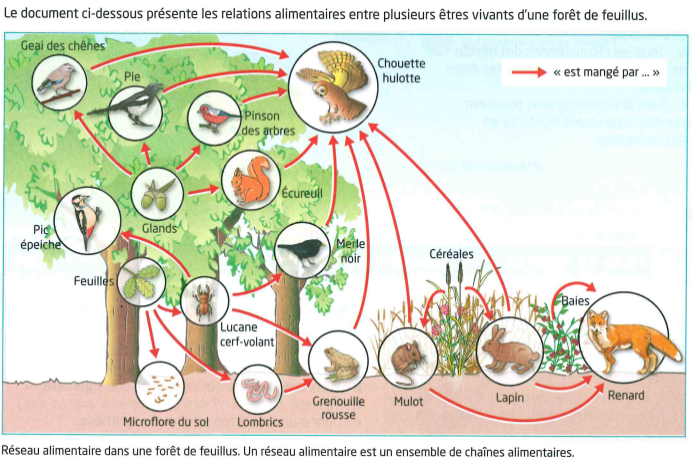 Le document ci-dessous présente les relations alimentaires entre plusieurs êtres vivants d'une forêt de feuillus.
Geai des chênes
Pie
Chouette
hulotte
« est mangé par ... »
Pinson
des arbres
Écureuil
Glands
Pic
épeiche
Merle
noir
Feuilles
Céréales
Baies
Lucane
cerf-volant
Grenouille
rousse
Mulot
Lapin
Renard
Microflore du sol
Lombrics
Réseau alimentaire dans une forêt de feuillus. Un réseau alimentaire est un ensemble de chaînes alimentaires.